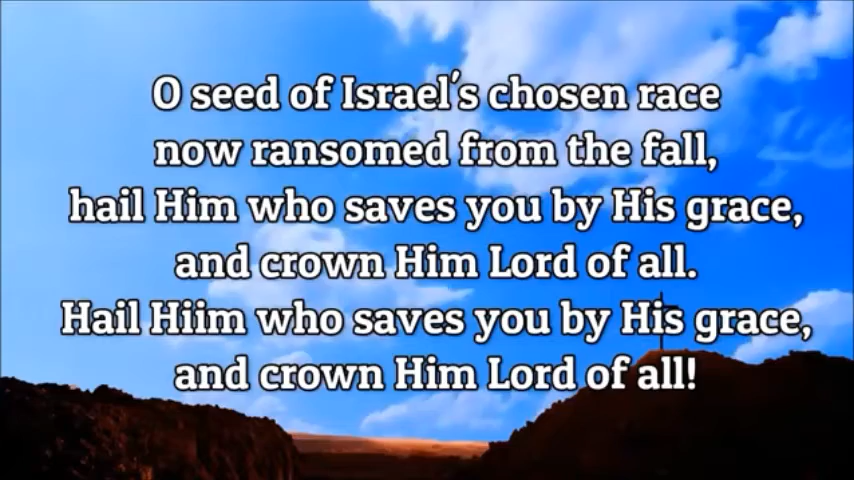 O seed of Israel's chosen race
now ransomed from the fall,
hail Him who saves you by His grace,
and crown Him Lord of all.
Hail Hiim who saves you by His grace,
and crown Him Lord of all!